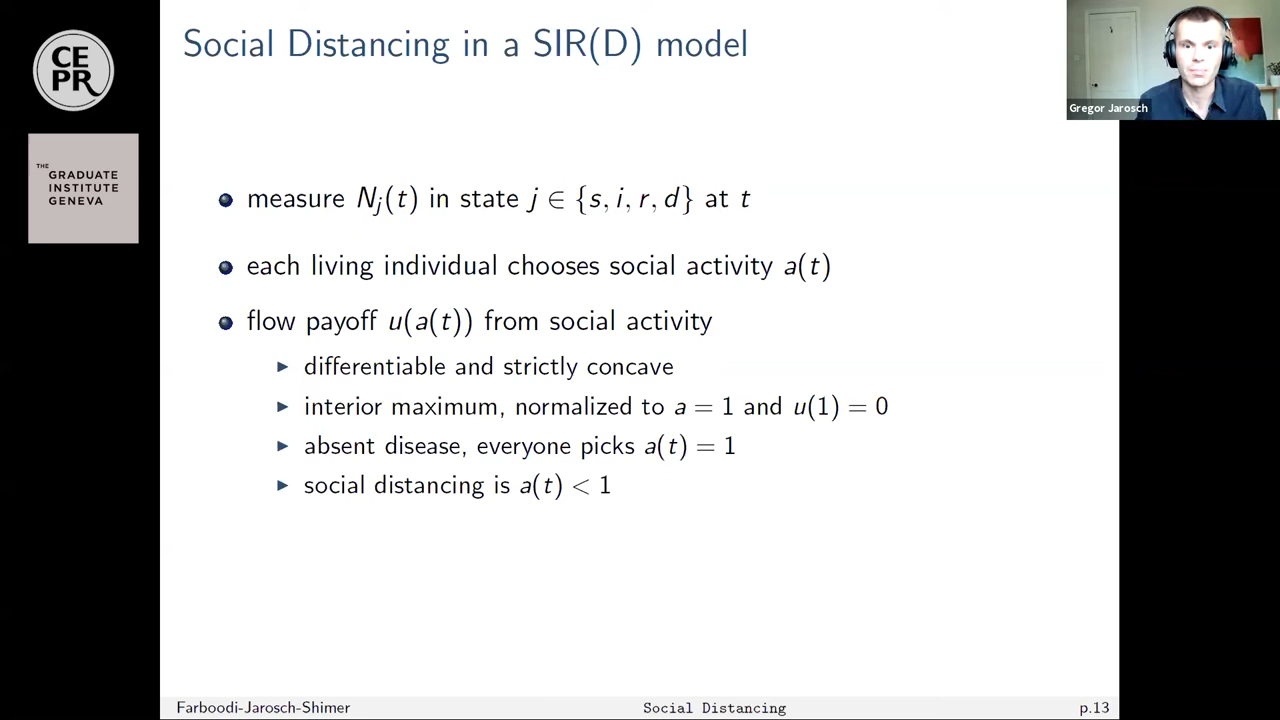 Social Distancing in a SIR(D) model
CE
PR
THE
GRADUATE
INSTITUTE
GENEVA
Gregor Jarosch
measure N_j(t) in state j ∈ {s, i, r, d} at t
each living individual chooses social activity a(t)
flow payoff u(a(t)) from social activity
differentiable and strictly concave
interior maximum, normalized to a = 1 and u(1) = 0
absent disease, everyone picks a(t) = 1
social distancing is a(t) < 1
Farboodi-Jarosch-Shimer Social Distancing p.13